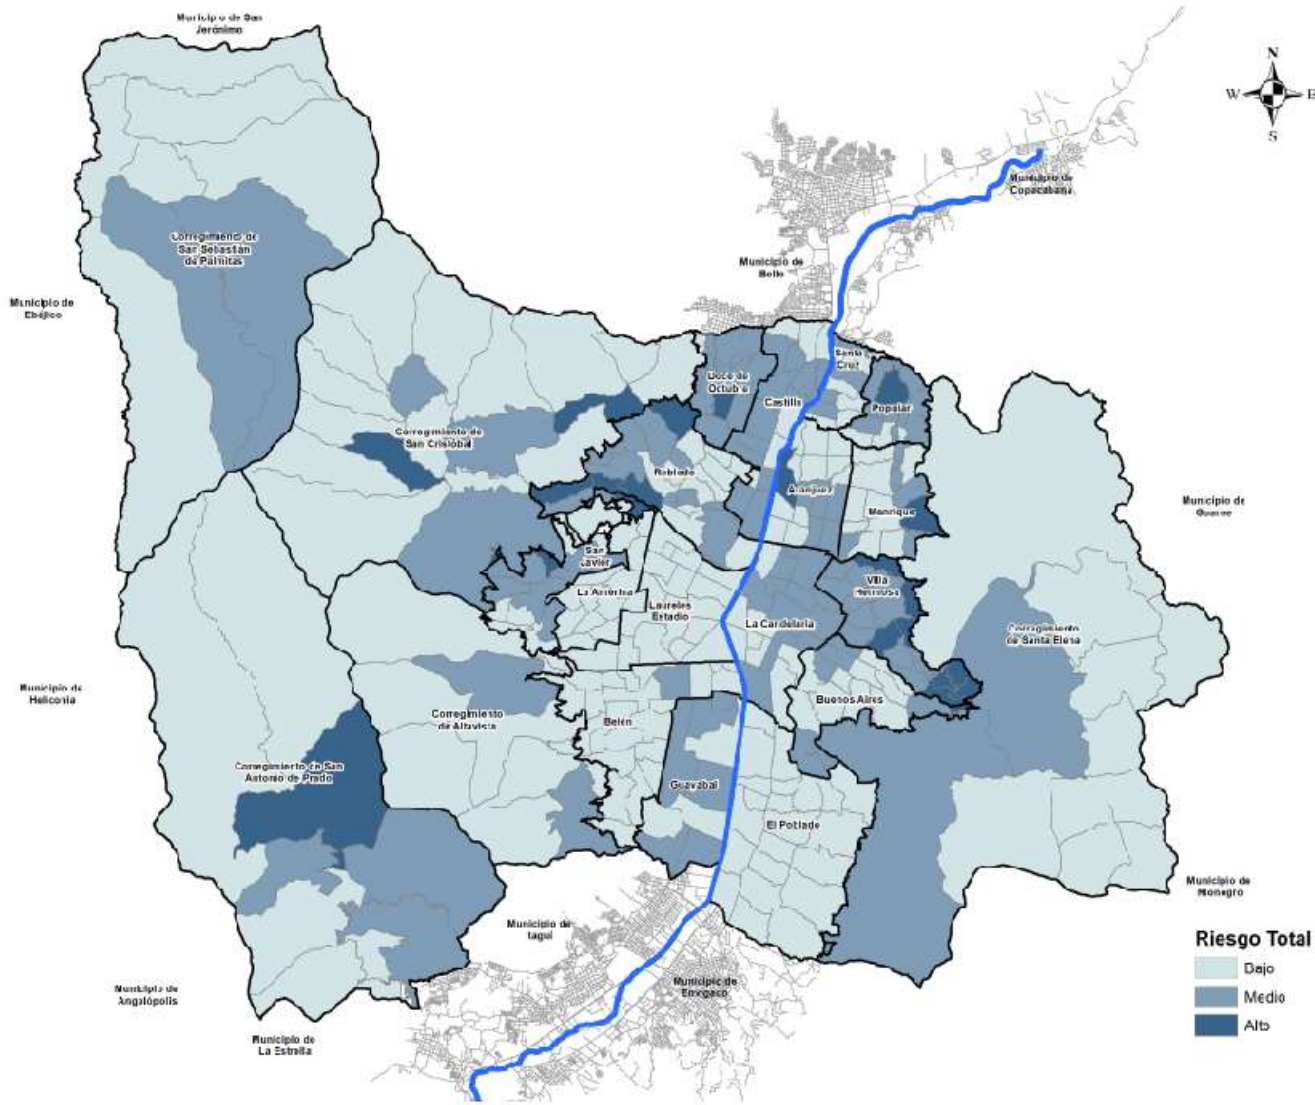 Municipio de San
Jerónimo
N
W
E
S
Municipio de
Copacabana
Corregimiento de
San Sebastián
de Palmitas
Municipio de
Bello
Municipio de
Ebéjico
Santa
Cruz
Doce de
Octubre
Castilla
Popular
Corregimiento de
San Cristóbal
Robledo
Aranjuez
Municipio de
Guarne
Manrique
San
Javier
Villa
Hermosa
La América
Laureles
Estadio
La Candelaria
Corregimiento
de Santa Elena
Municipio de
Heliconia
Buenos Aires
Corregimiento
de Altavista
Belén
Corregimiento de San
Antonio de Prado
Guayabal
El Poblado
Municipio de
Rionegro
Municipio de
Itagui
Riesgo Total
Bajo
Medio
Alto
Municipio de
Envigado
Municipio de
Angelópolis
Municipio de
La Estrella